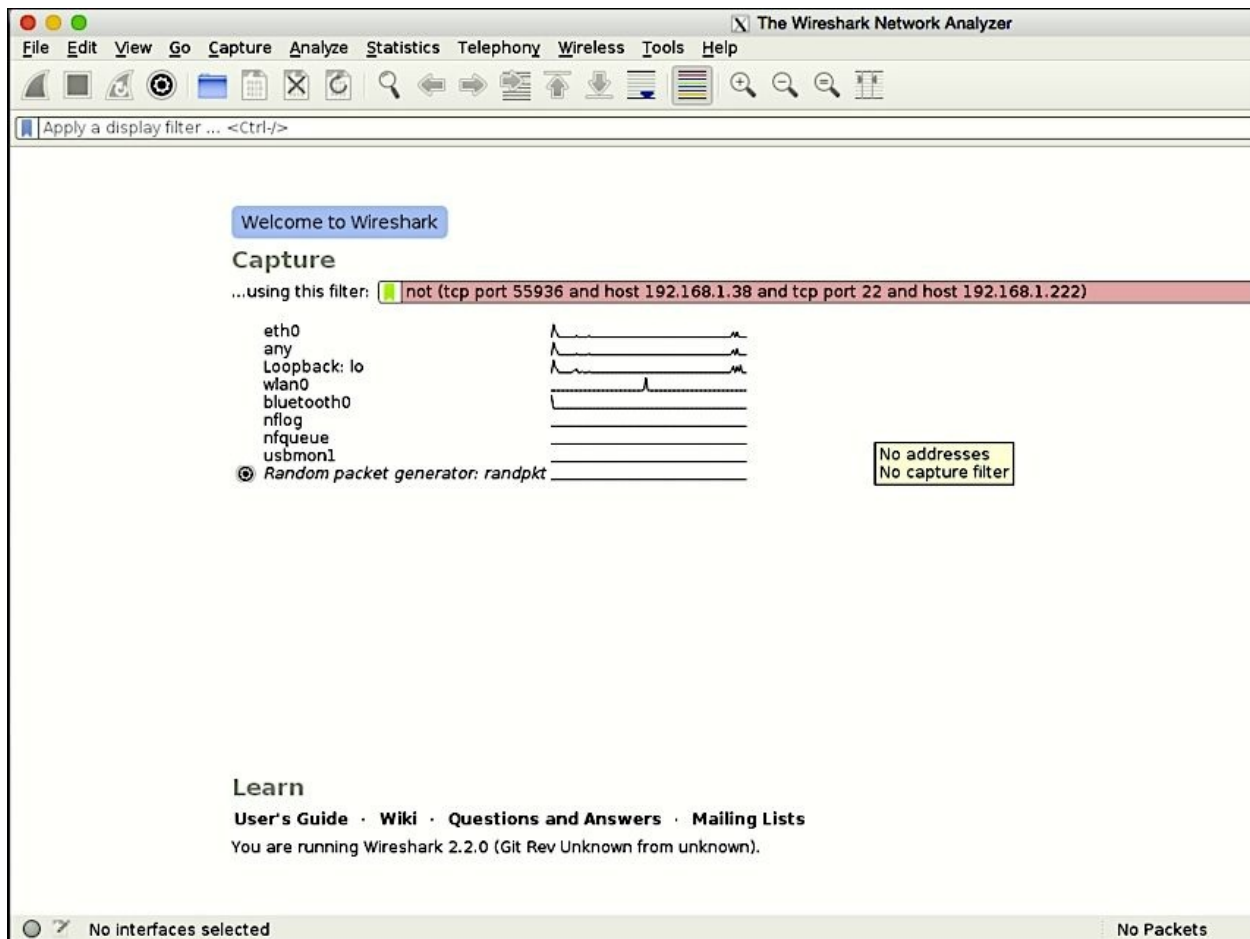 The Wireshark Network Analyzer
File Edit View Go Capture Analyze Statistics Telephony Wireless Tools Help
Apply a display filter ... <Ctrl-/>
Welcome to Wireshark
Capture
...using this filter: not (tcp port 55936 and host 192.168.1.38 and tcp port 22 and host 192.168.1.222)
eth0
any
Loopback: lo
wlan0
bluetooth0
nflog
nfqueue
usbmon1
Random packet generator: randpkt
No addresses
No capture filter
Learn
User's Guide · Wiki · Questions and Answers · Mailing Lists
You are running Wireshark 2.2.0 (Git Rev Unknown from unknown).
No interfaces selected No Packets